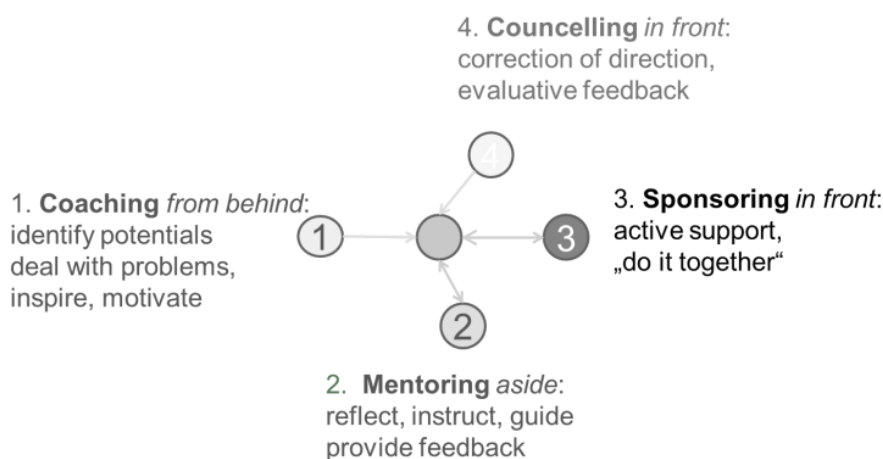 4. Councelling in front:
correction of direction,
evaluative feedback
4
1. Coaching from behind:
identify potentials
deal with problems,
inspire, motivate
1
3
3. Sponsoring in front:
active support,
„do it together“
2
2. Mentoring aside:
reflect, instruct, guide
provide feedback